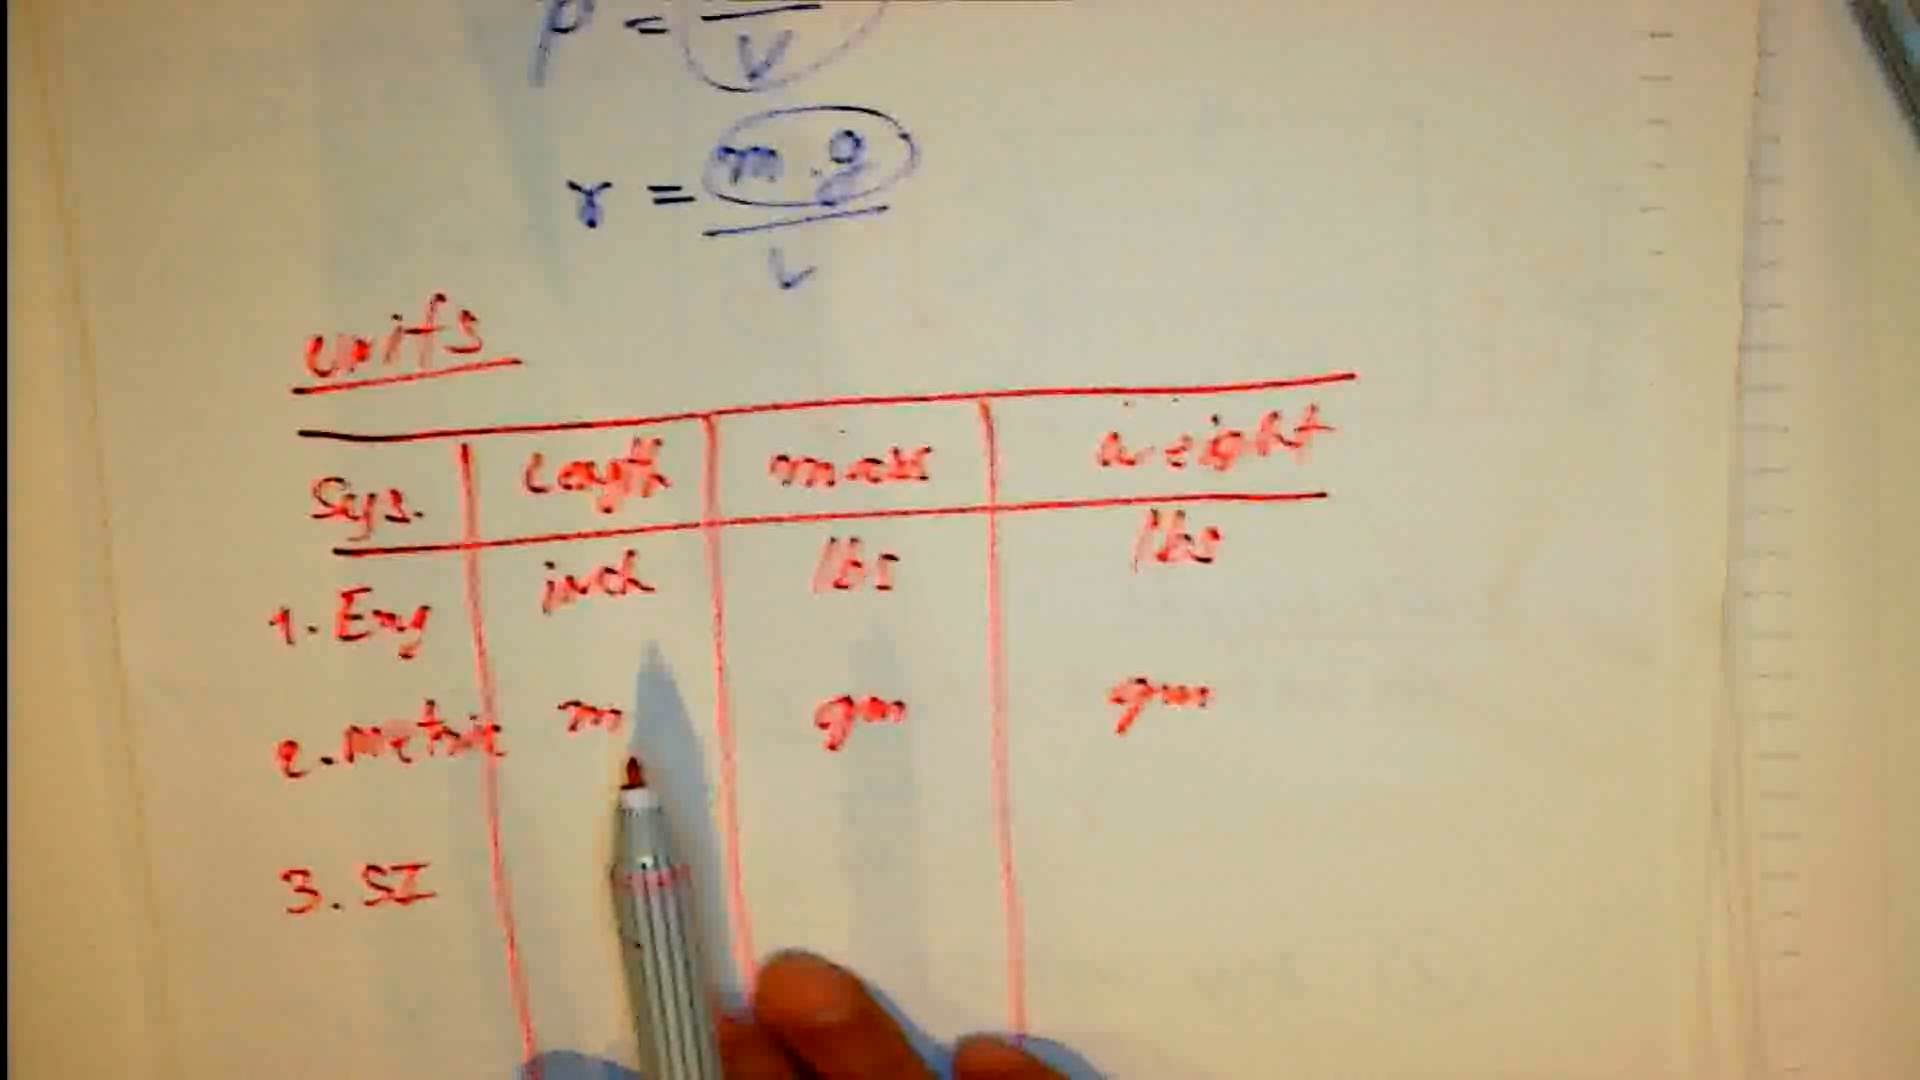 ρ = / V
γ = m.g / V
units
Sys. Length mass weight
1. Eng inch lbs lbs
2. Metric m gm gm
3. SI